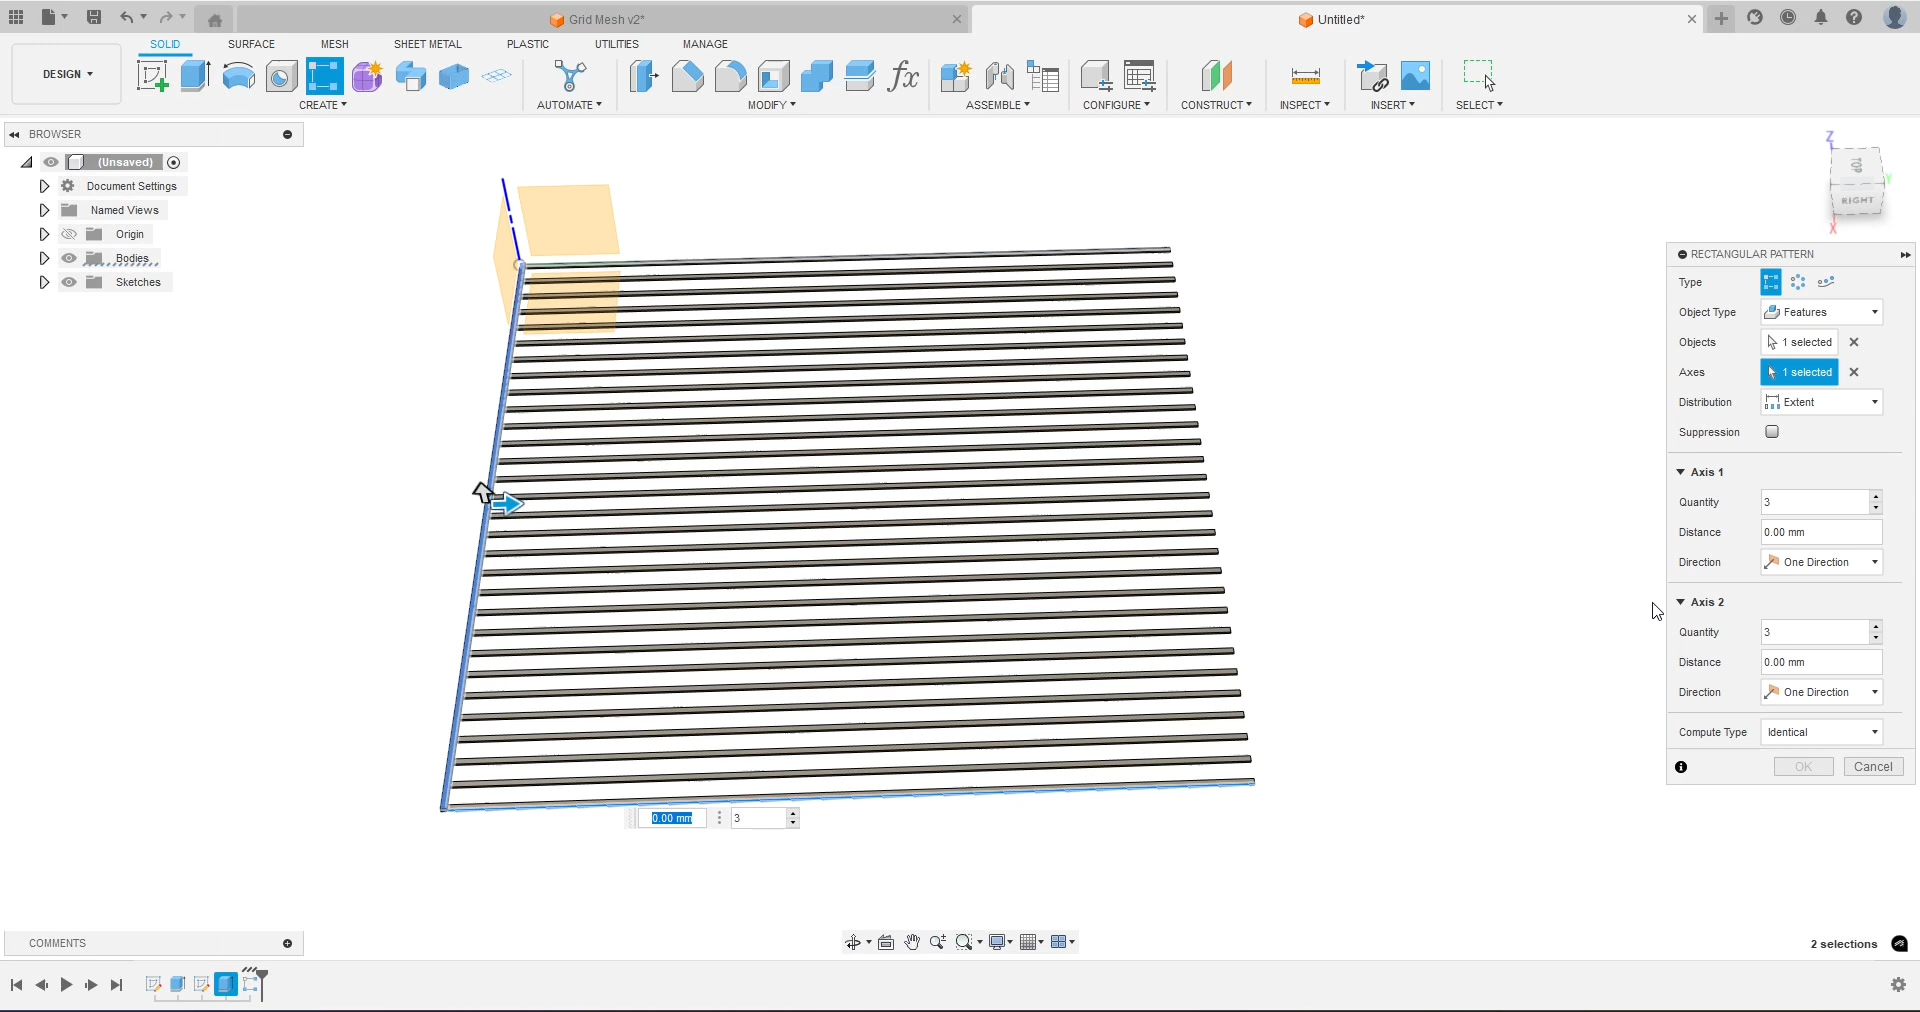 Grid Mesh v2*
Untitled*
SOLID SURFACE MESH SHEET METAL PLASTIC UTILITIES MANAGE
DESIGN
CREATE AUTOMATE MODIFY ASSEMBLE CONFIGURE CONSTRUCT INSPECT INSERT SELECT
fx
BROWSER
(Unsaved)
Document Settings
Named Views
Origin
Bodies
Sketches
Z
TOP
Y
RIGHT
X
RECTANGULAR PATTERN
Type
Object Type Features
Objects 1 selected
Axes 1 selected
Distribution Extent
Suppression
Axis 1
Quantity 3
Distance 0.00 mm
Direction One Direction
Axis 2
Quantity 3
Distance 0.00 mm
Direction One Direction
Compute Type Identical
OK Cancel
0.00 mm 3
COMMENTS
2 selections